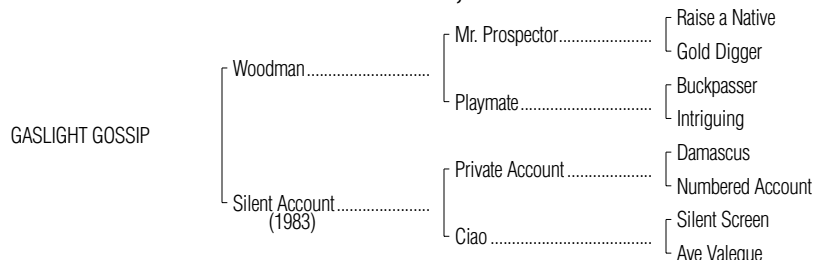 Raise a Native
Mr. Prospector
Gold Digger
Woodman
Buckpasser
Playmate
Intriguing
GASLIGHT GOSSIP
Damascus
Private Account
Numbered Account
Silent Account
(1983)
Silent Screen
Ciao
Ave Valeque